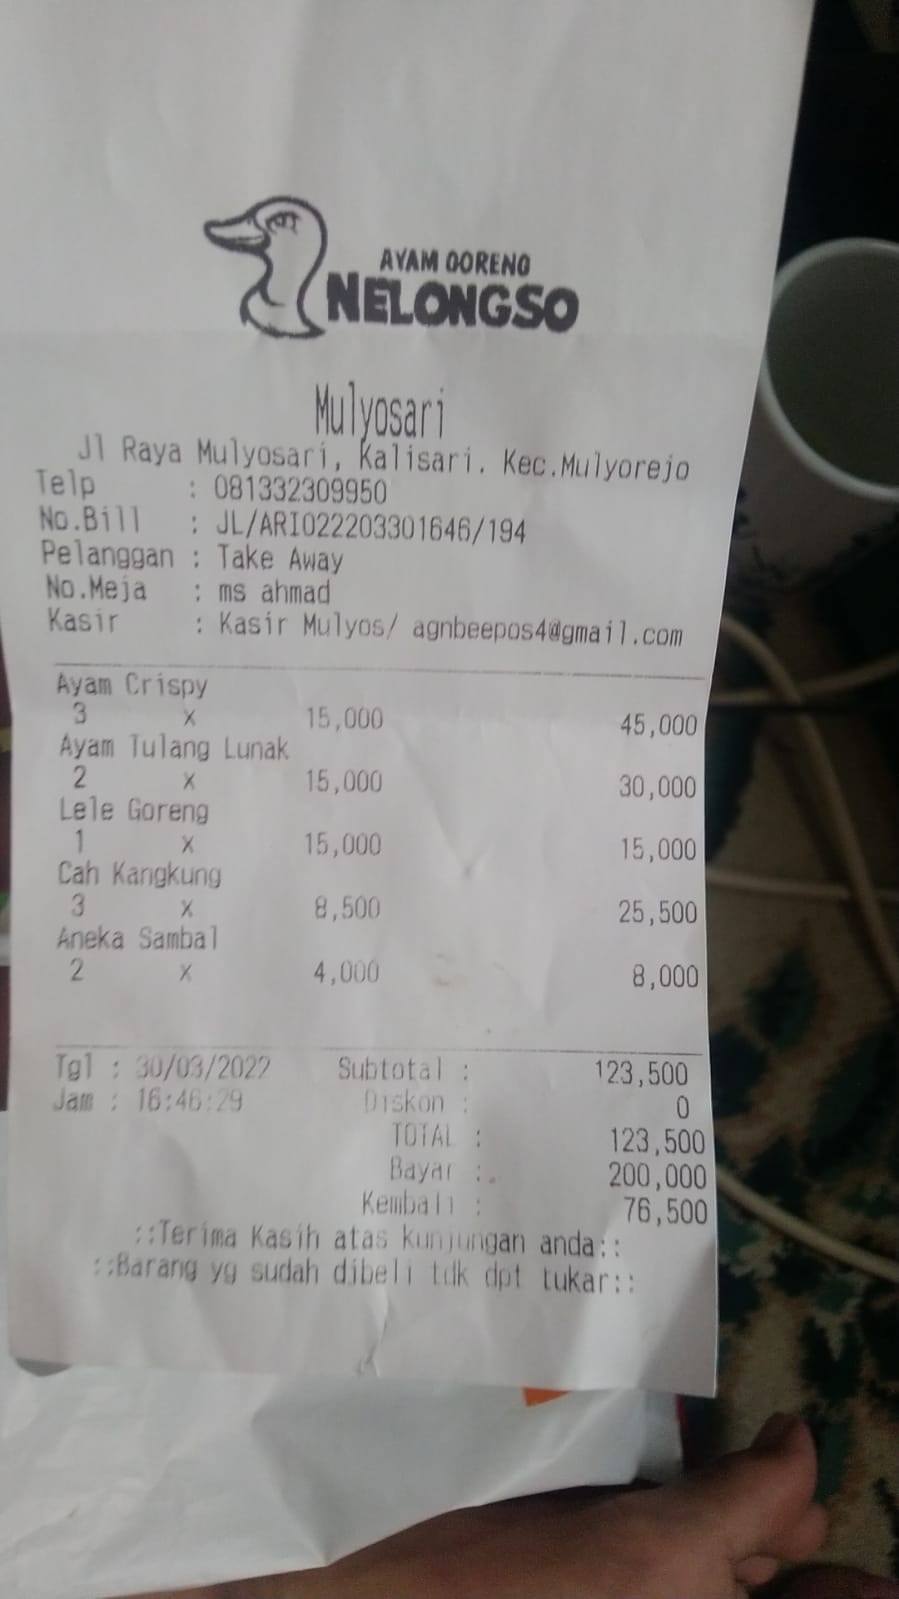 AYAM GORENG
NELONGSO
Mulyosari
Jl Raya Mulyosari, Kalisari. Kec.Mulyorejo
Telp : 081332309950
No.Bill : JL/ARI022203301646/194
Pelanggan : Take Away
No.Meja : ms ahmad
Kasir : Kasir Mulyos/ agnbeepos4@gmail.com
Ayam Crispy
3 x 15,000 45,000
Ayam Tulang Lunak
2 x 15,000 30,000
Lele Goreng
1 x 15,000 15,000
Cah Kangkung
3 x 8,500 25,500
Aneka Sambal
2 x 4,000 8,000
Tgl : 30/03/2022 Subtotal : 123,500
Jam : 16:46:29 Diskon : 0
TOTAL : 123,500
Bayar : 200,000
Kembali : 76,500
::Terima Kasih atas kunjungan anda::
::Barang yg sudah dibeli tdk dpt tukar::